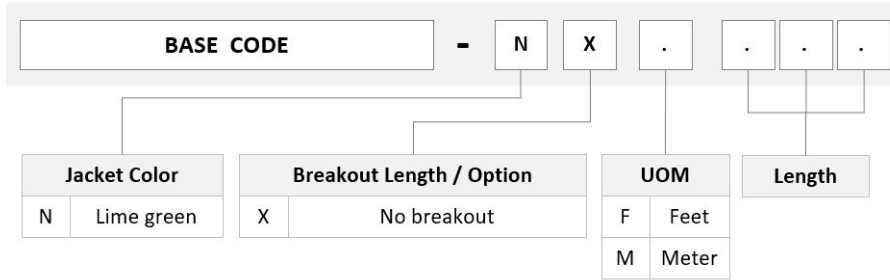 BASE CODE - N X . . . .
Jacket Color
N Lime green
Breakout Length / Option
X No breakout
UOM
F Feet
M Meter
Length